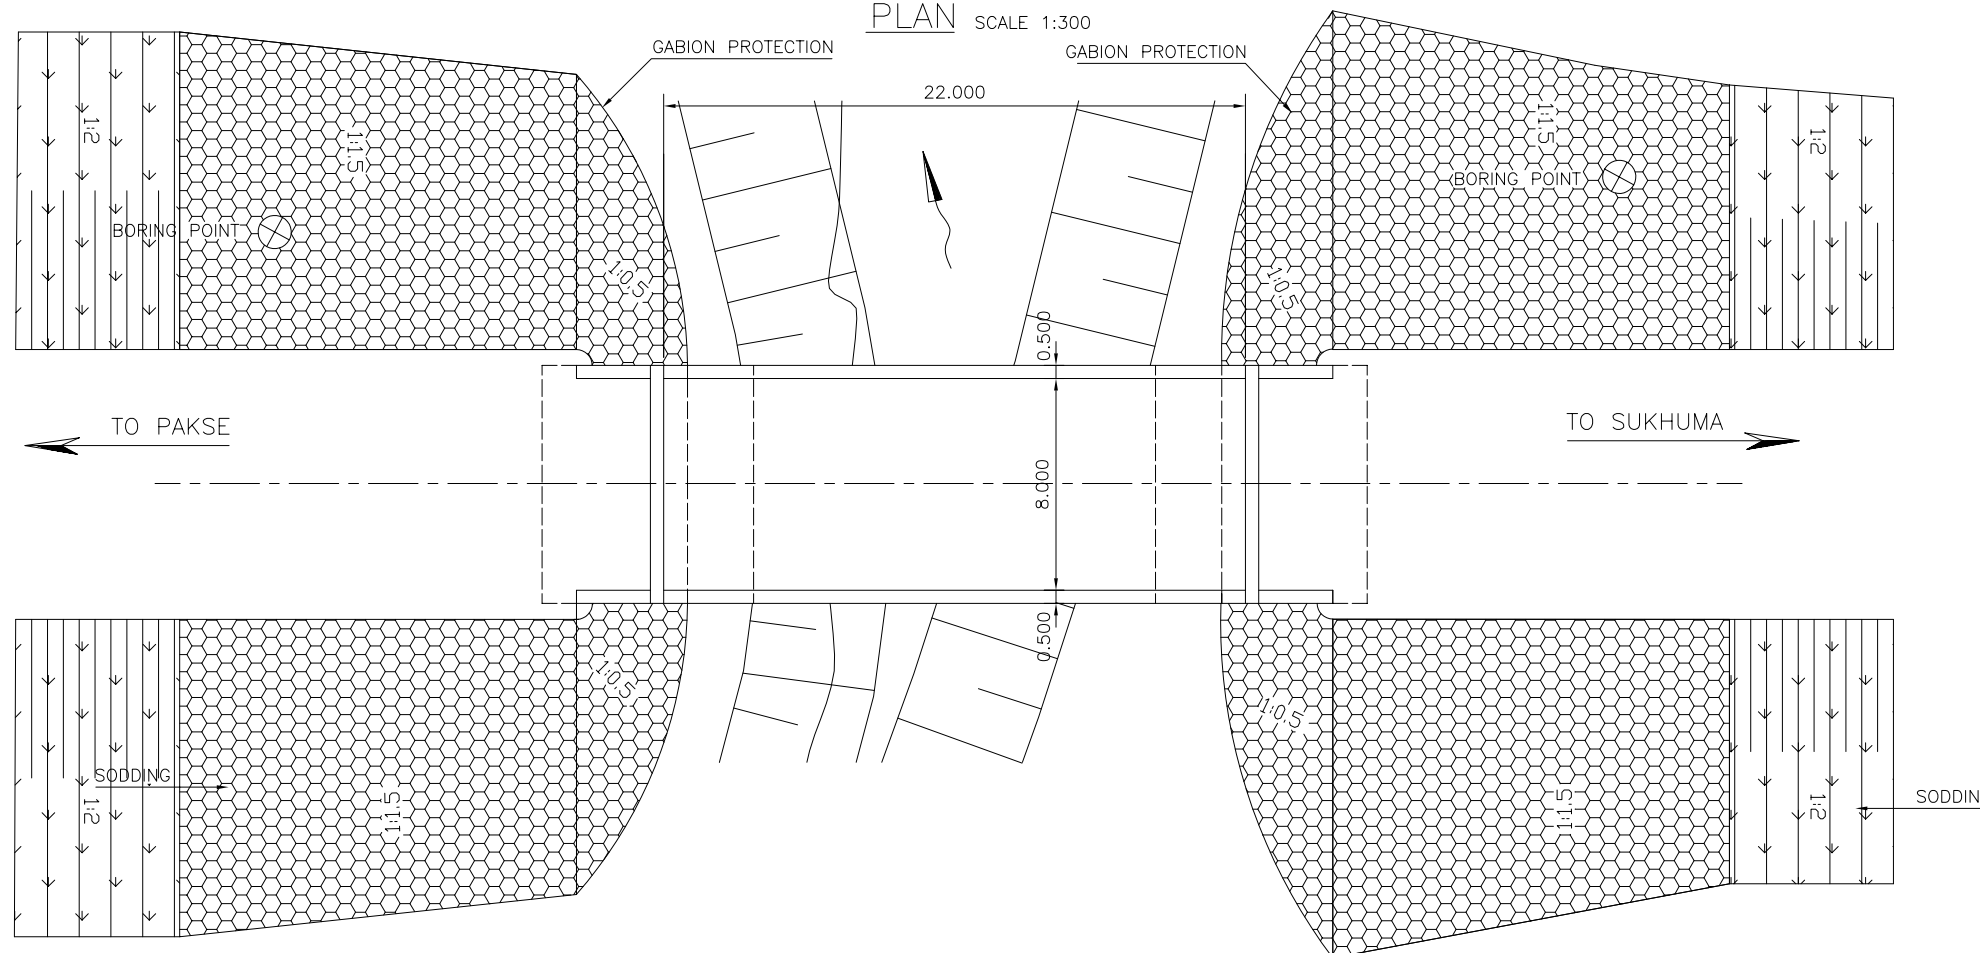 PLAN SCALE 1:300
GABION PROTECTION
GABION PROTECTION
22.000
1:2
1:1.5
1:1.5
1:2
BORING POINT
BORING POINT
1:0.5
1:0.5
0.500
TO PAKSE
TO SUKHUMA
8.000
0.500
1:0.5
1:0.5
SODDING
1:2
1:1.5
1:1.5
1:2
SODDIN